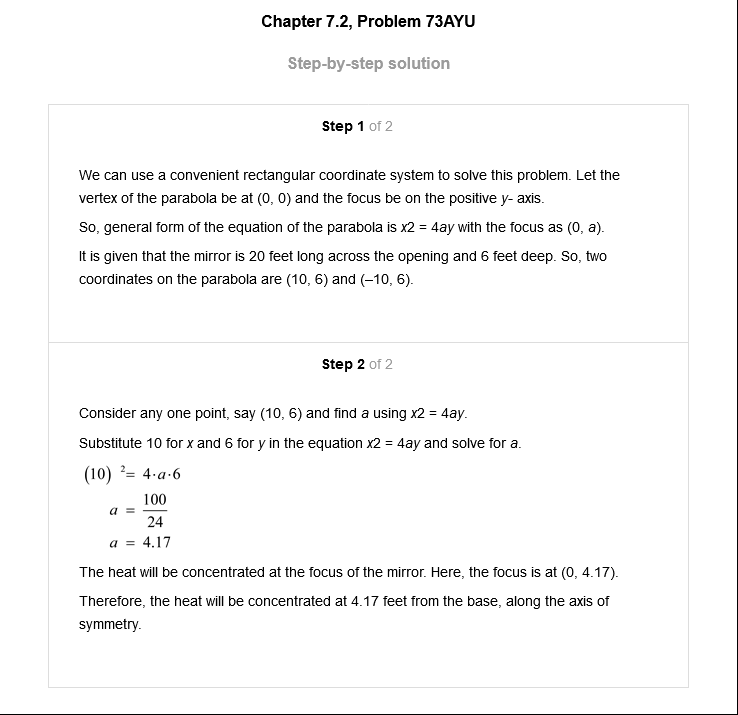 Chapter 7.2, Problem 73AYU
Step-by-step solution
Step 1 of 2
We can use a convenient rectangular coordinate system to solve this problem. Let the
vertex of the parabola be at (0, 0) and the focus be on the positive y- axis.
So, general form of the equation of the parabola is x2 = 4ay with the focus as (0, a).
It is given that the mirror is 20 feet long across the opening and 6 feet deep. So, two
coordinates on the parabola are (10, 6) and (–10, 6).
Step 2 of 2
Consider any one point, say (10, 6) and find a using x2 = 4ay.
Substitute 10 for x and 6 for y in the equation x2 = 4ay and solve for a.
(10) ²= 4·a·6
a = 100/24
a = 4.17
The heat will be concentrated at the focus of the mirror. Here, the focus is at (0, 4.17).
Therefore, the heat will be concentrated at 4.17 feet from the base, along the axis of
symmetry.